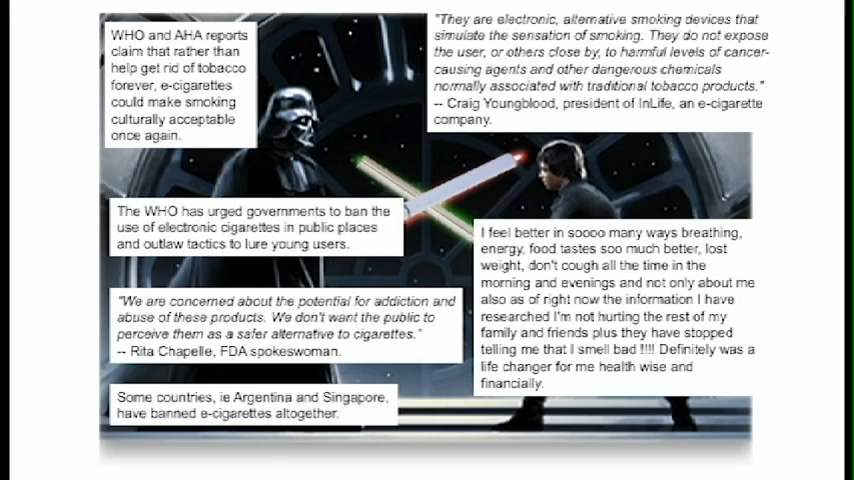 WHO and AHA reports
claim that rather than
help get rid of tobacco
forever, e-cigarettes
could make smoking
culturally acceptable
once again.
"They are electronic, alternative smoking devices that
simulate the sensation of smoking. They do not expose
the user, or others close by, to harmful levels of cancer-
causing agents and other dangerous chemicals
normally associated with traditional tobacco products."
-- Craig Youngblood, president of InLife, an e-cigarette
company.
The WHO has urged governments to ban the
use of electronic cigarettes in public places
and outlaw tactics to lure young users.
I feel better in soooo many ways breathing,
energy, food tastes soo much better, lost
weight, don't cough all the time in the
morning and evenings and not only about me
also as of right now the information I have
researched I'm not hurting the rest of my
family and friends plus they have stopped
telling me that I smell bad !!!! Definitely was a
life changer for me health wise and
financially.
"We are concerned about the potential for addiction and
abuse of these products. We don't want the public to
perceive them as a safer alternative to cigarettes."
-- Rita Chapelle, FDA spokeswoman.
Some countries, ie Argentina and Singapore,
have banned e-cigarettes altogether.